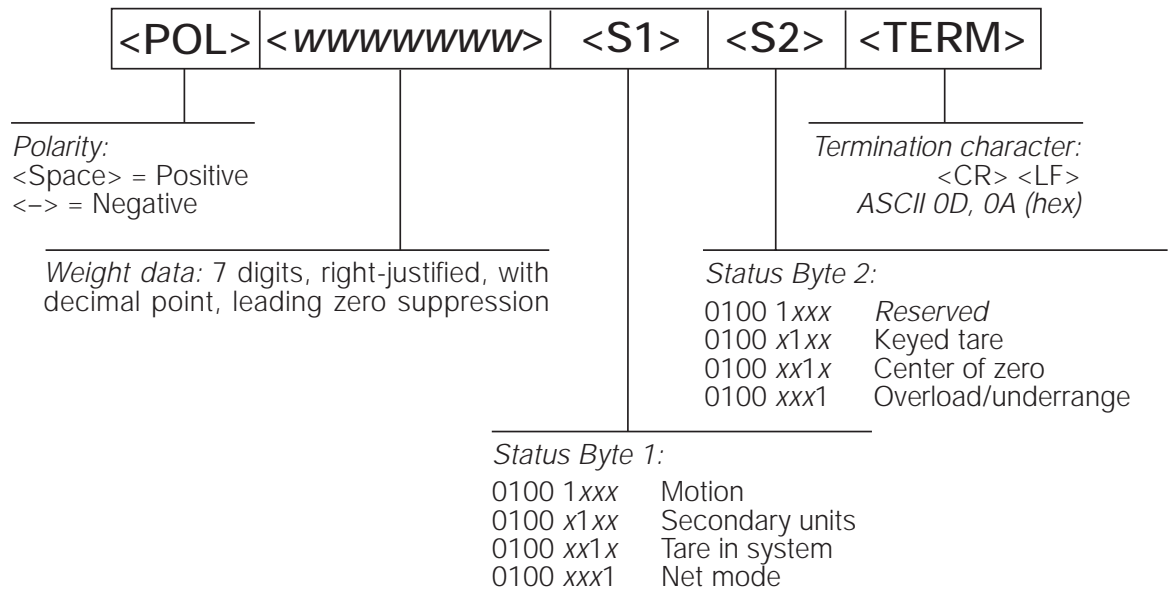 <POL> <wwwwwww> <S1> <S2> <TERM>
Polarity:
<Space> = Positive
<–> = Negative
Termination character:
<CR> <LF>
ASCII 0D, 0A (hex)
Weight data: 7 digits, right-justified, with
decimal point, leading zero suppression
Status Byte 2:
0100 1xxx Reserved
0100 x1xx Keyed tare
0100 xx1x Center of zero
0100 xxx1 Overload/underrange
Status Byte 1:
0100 1xxx Motion
0100 x1xx Secondary units
0100 xx1x Tare in system
0100 xxx1 Net mode